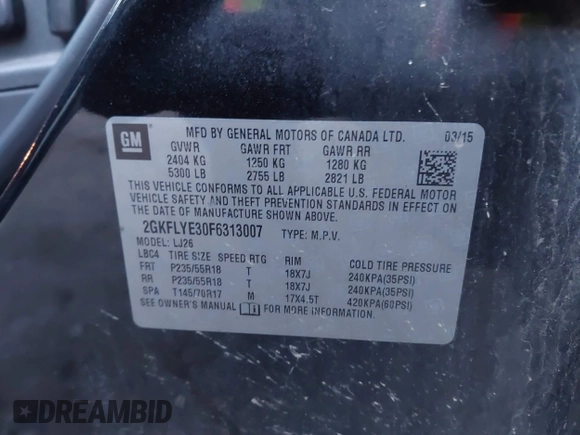 GM
MFD BY GENERAL MOTORS OF CANADA LTD. 03/15
GVWR GAWR FRT GAWR RR
2404 KG 1250 KG 1280 KG
5300 LB 2755 LB 2821 LB
THIS VEHICLE CONFORMS TO ALL APPLICABLE U.S. FEDERAL MOTOR
VEHICLE SAFETY AND THEFT PREVENTION STANDARDS IN EFFECT ON
THE DATE OF MANUFACTURE SHOWN ABOVE.
2GKFLYE30F6313007 TYPE: M.P.V.
MODEL: LJ26
LBC4 TIRE SIZE SPEED RTG RIM COLD TIRE PRESSURE
FRT P235/55R18 T 18X7J 240KPA(35PSI)
RR P235/55R18 T 18X7J 240KPA(35PSI)
SPA T145/70R17 M 17X4.5T 420KPA(60PSI)
SEE OWNER'S MANUAL FOR MORE INFORMATION.
DREAMBID